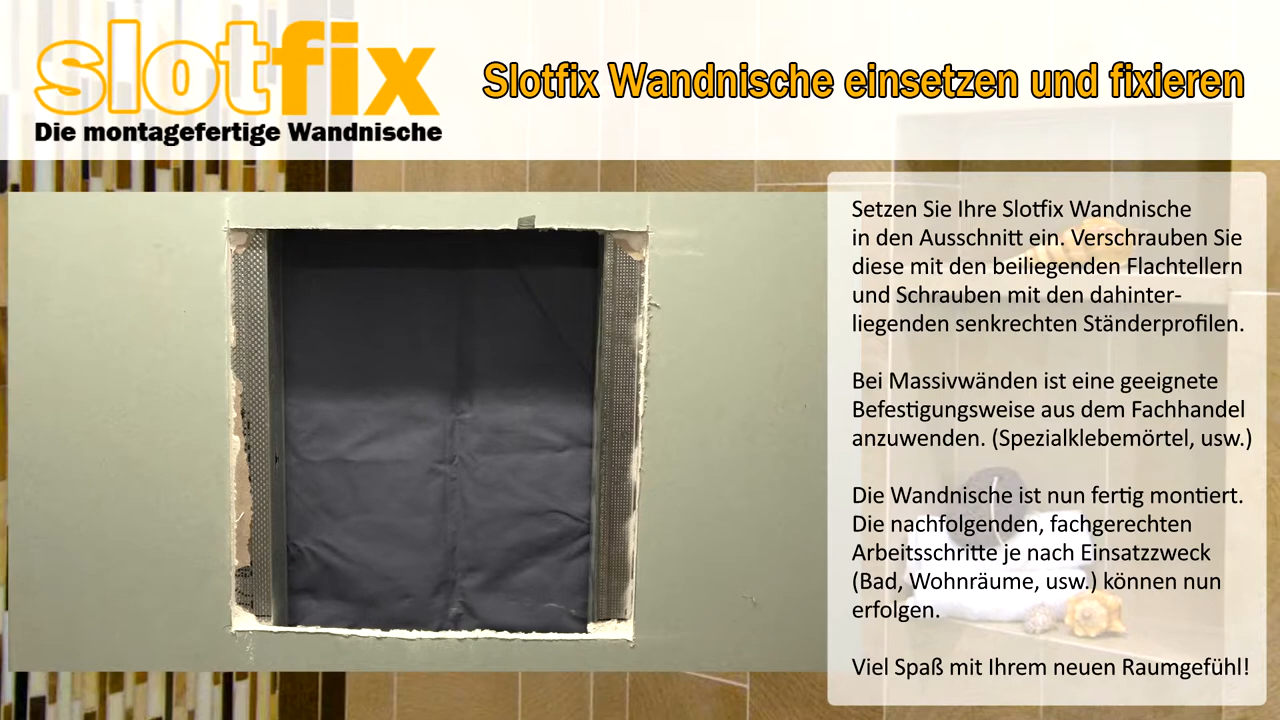 slotfix
Die montagefertige Wandnische
Slotfix Wandnische einsetzen und fixieren
Setzen Sie Ihre Slotfix Wandnische
in den Ausschnitt ein. Verschrauben Sie
diese mit den beiliegenden Flachtellern
und Schrauben mit den dahinter-
liegenden senkrechten Ständerprofilen.
Bei Massivwänden ist eine geeignete
Befestigungsweise aus dem Fachhandel
anzuwenden. (Spezialklebemörtel, usw.)
Die Wandnische ist nun fertig montiert.
Die nachfolgenden, fachgerechten
Arbeitsschritte je nach Einsatzzweck
(Bad, Wohnräume, usw.) können nun
erfolgen.
Viel Spaß mit Ihrem neuen Raumgefühl!